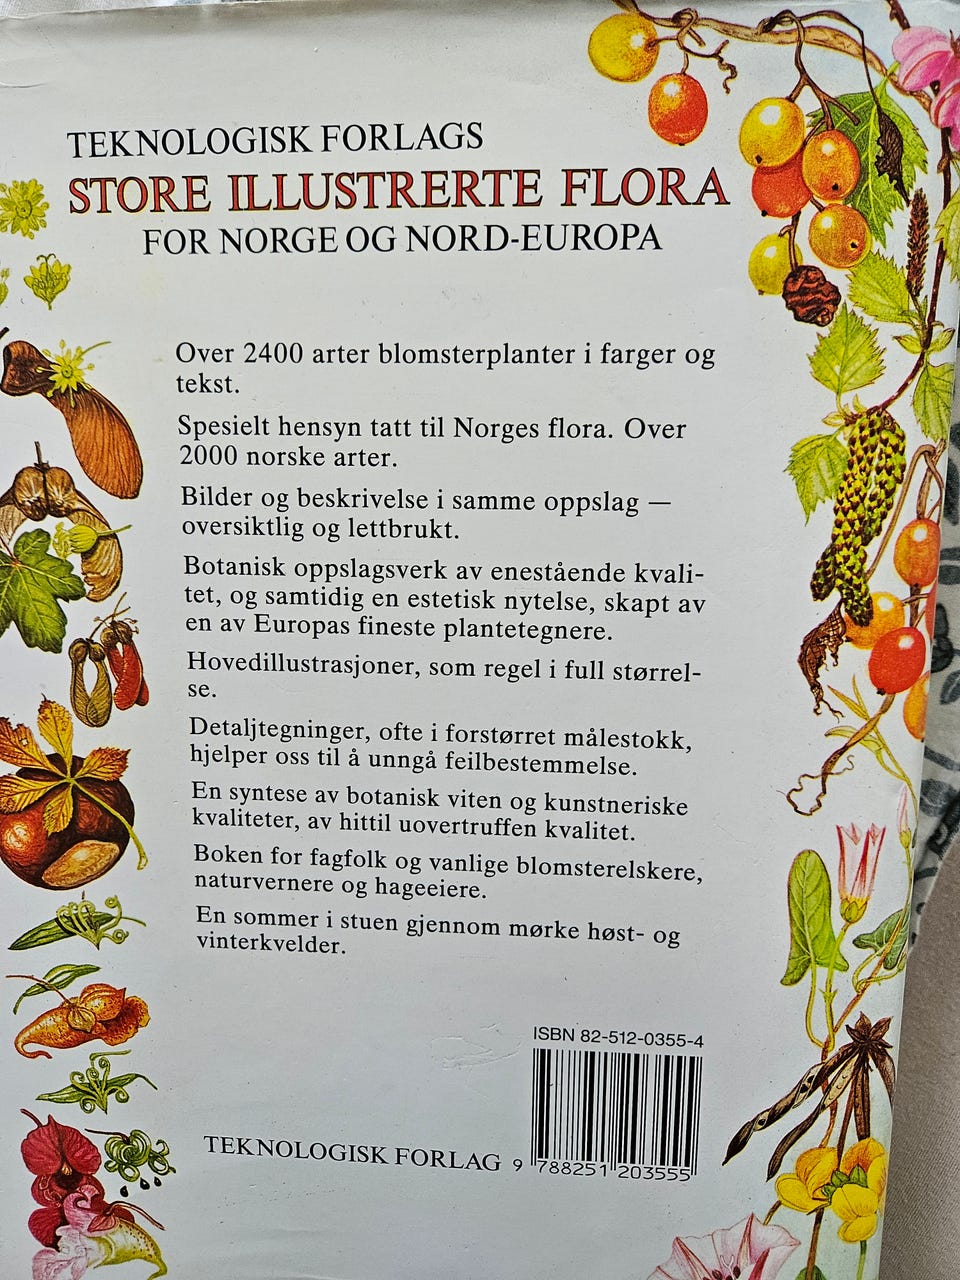 TEKNOLOGISK FORLAGS
STORE ILLUSTRERTE FLORA
FOR NORGE OG NORD-EUROPA
Over 2400 arter blomsterplanter i farger og
tekst.
Spesielt hensyn tatt til Norges flora. Over
2000 norske arter.
Bilder og beskrivelse i samme oppslag —
oversiktlig og lettbrukt.
Botanisk oppslagsverk av enestående kvali-
tet, og samtidig en estetisk nytelse, skapt av
en av Europas fineste plantetegnere.
Hovedillustrasjoner, som regel i full størrel-
se.
Detaljtegninger, ofte i forstørret målestokk,
hjelper oss til å unngå feilbestemmelse.
En syntese av botanisk viten og kunstneriske
kvaliteter, av hittil uovertruffen kvalitet.
Boken for fagfolk og vanlige blomsterelskere,
naturvernere og hageeiere.
En sommer i stuen gjennom mørke høst- og
vinterkvelder.
ISBN 82-512-0355-4
TEKNOLOGISK FORLAG
9 788251 203555